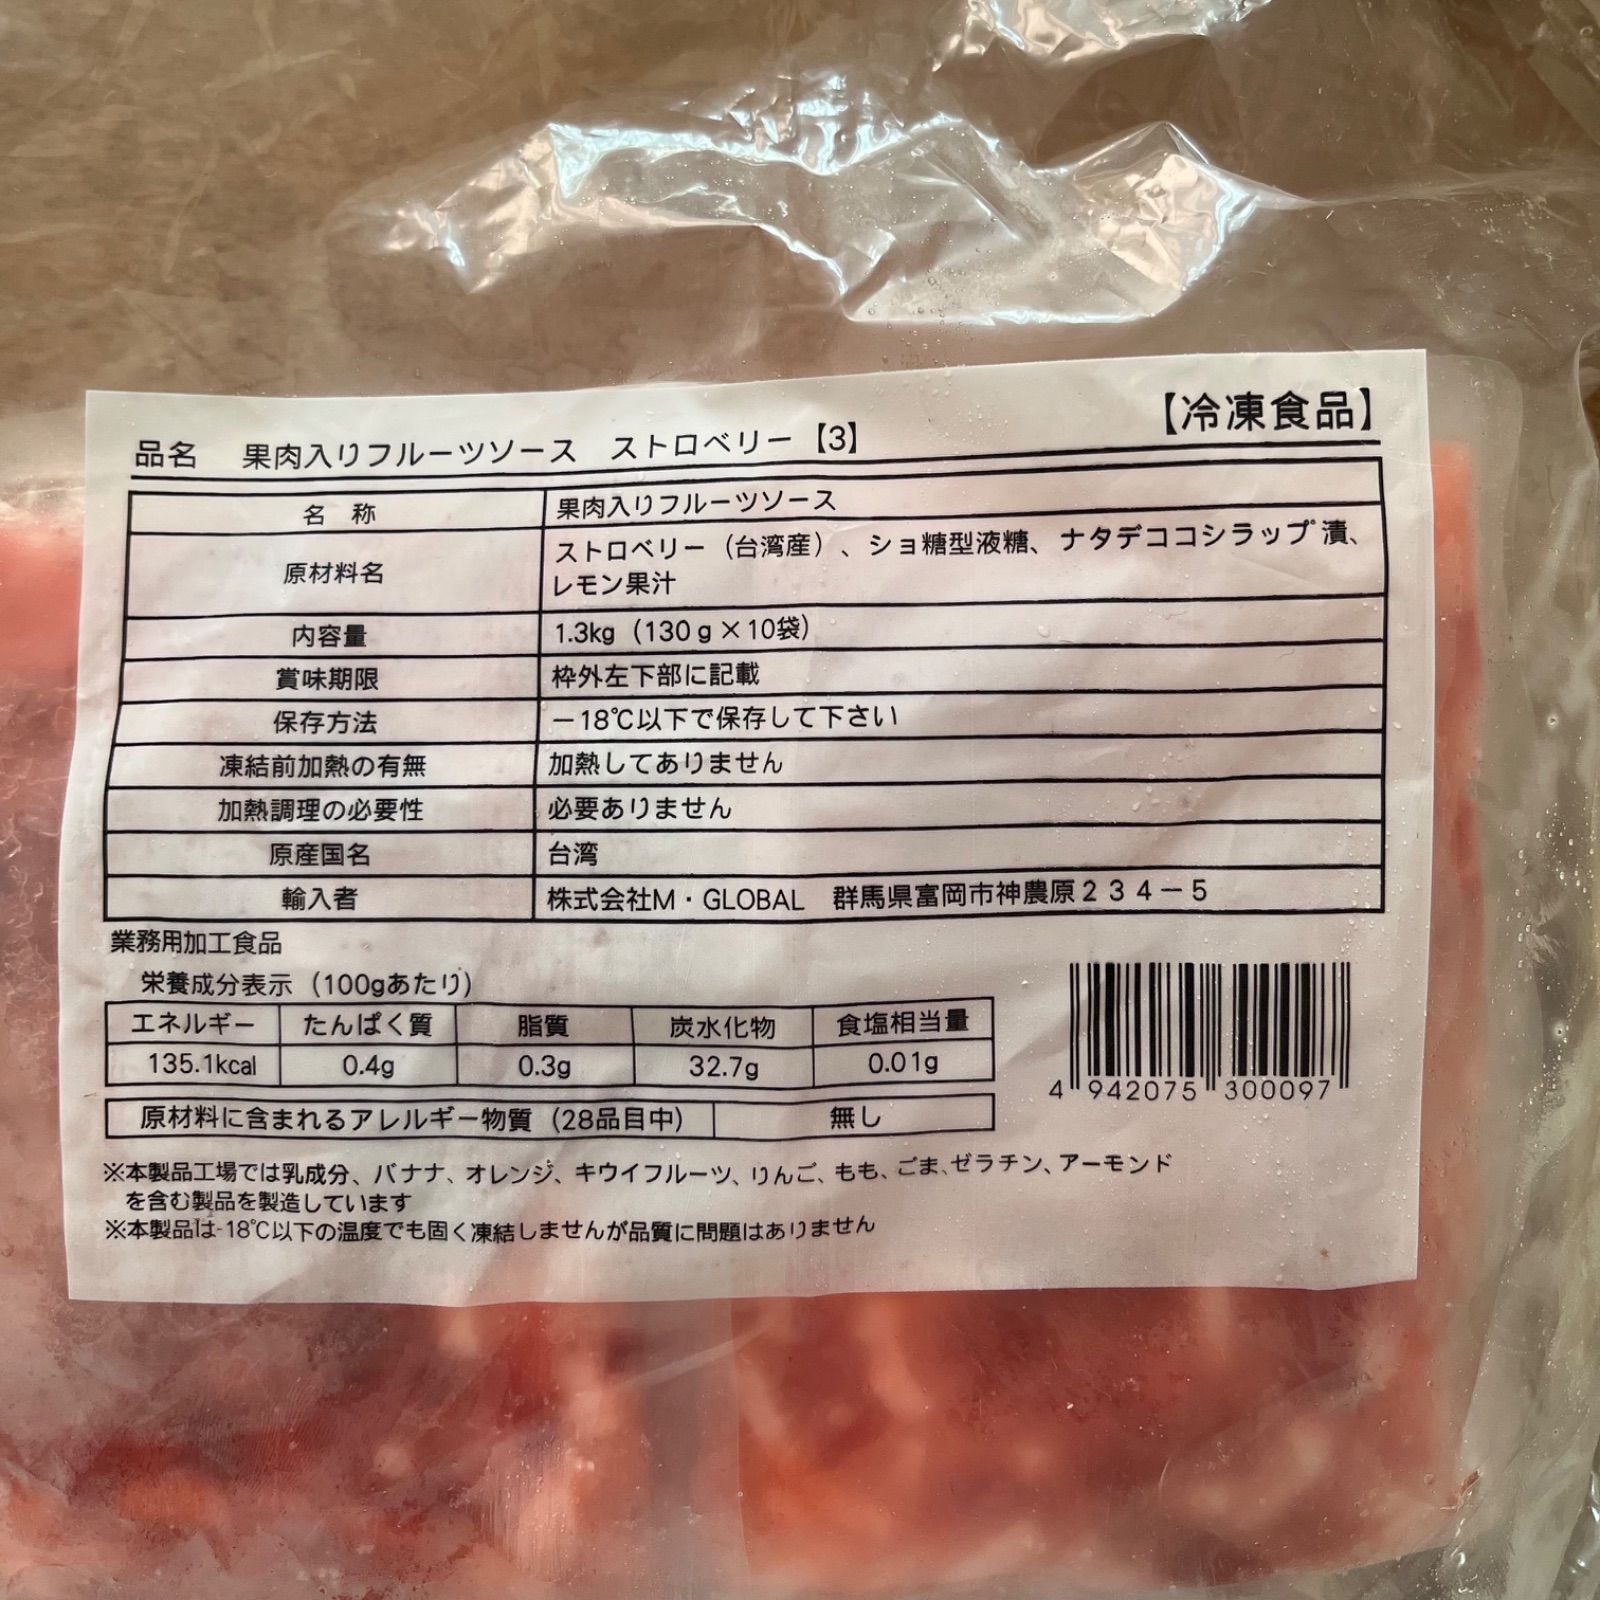 【冷凍食品】
品名 果肉入りフルーツソース ストロベリー【3】
名 称 果肉入りフルーツソース
原材料名 ストロベリー（台湾産）、ショ糖型液糖、ナタデココシラップ漬、
レモン果汁
内容量 1.3kg（130ｇ×10袋）
賞味期限 枠外左下部に記載
保存方法 －18℃以下で保存して下さい
凍結前加熱の有無 加熱してありません
加熱調理の必要性 必要ありません
原産国名 台湾
輸入者 株式会社M・GLOBAL 群馬県富岡市神農原２３４－５
業務用加工食品
栄養成分表示（100gあたり）
エネルギー たんぱく質 脂質 炭水化物 食塩相当量
135.1kcal 0.4g 0.3g 32.7g 0.01g
原材料に含まれるアレルギー物質（28品目中） 無し
4 942075 300097
※本製品工場では乳成分、バナナ、オレンジ、キウイフルーツ、りんご、もも、ごま、ゼラチン、アーモンド
を含む製品を製造しています
※本製品は-18℃以下の温度でも固く凍結しませんが品質に問題はありません